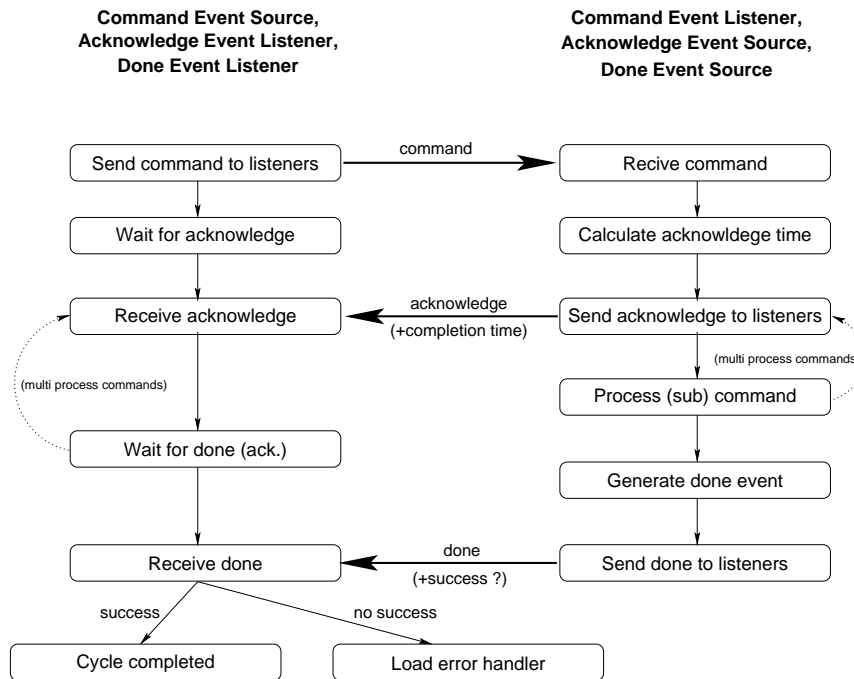 Command Event Source,
Acknowledge Event Listener,
Done Event Listener
Command Event Listener,
Acknowledge Event Source,
Done Event Source
Send command to listeners
command
Recive command
Wait for acknowledge
Calculate acknowldege time
Receive acknowledge
acknowledge
(+completion time)
Send acknowledge to listeners
(multi process commands)
(multi process commands
Process (sub) command
Wait for done (ack.)
Generate done event
Receive done
done
(+success ?)
Send done to listeners
success
no success
Cycle completed
Load error handler